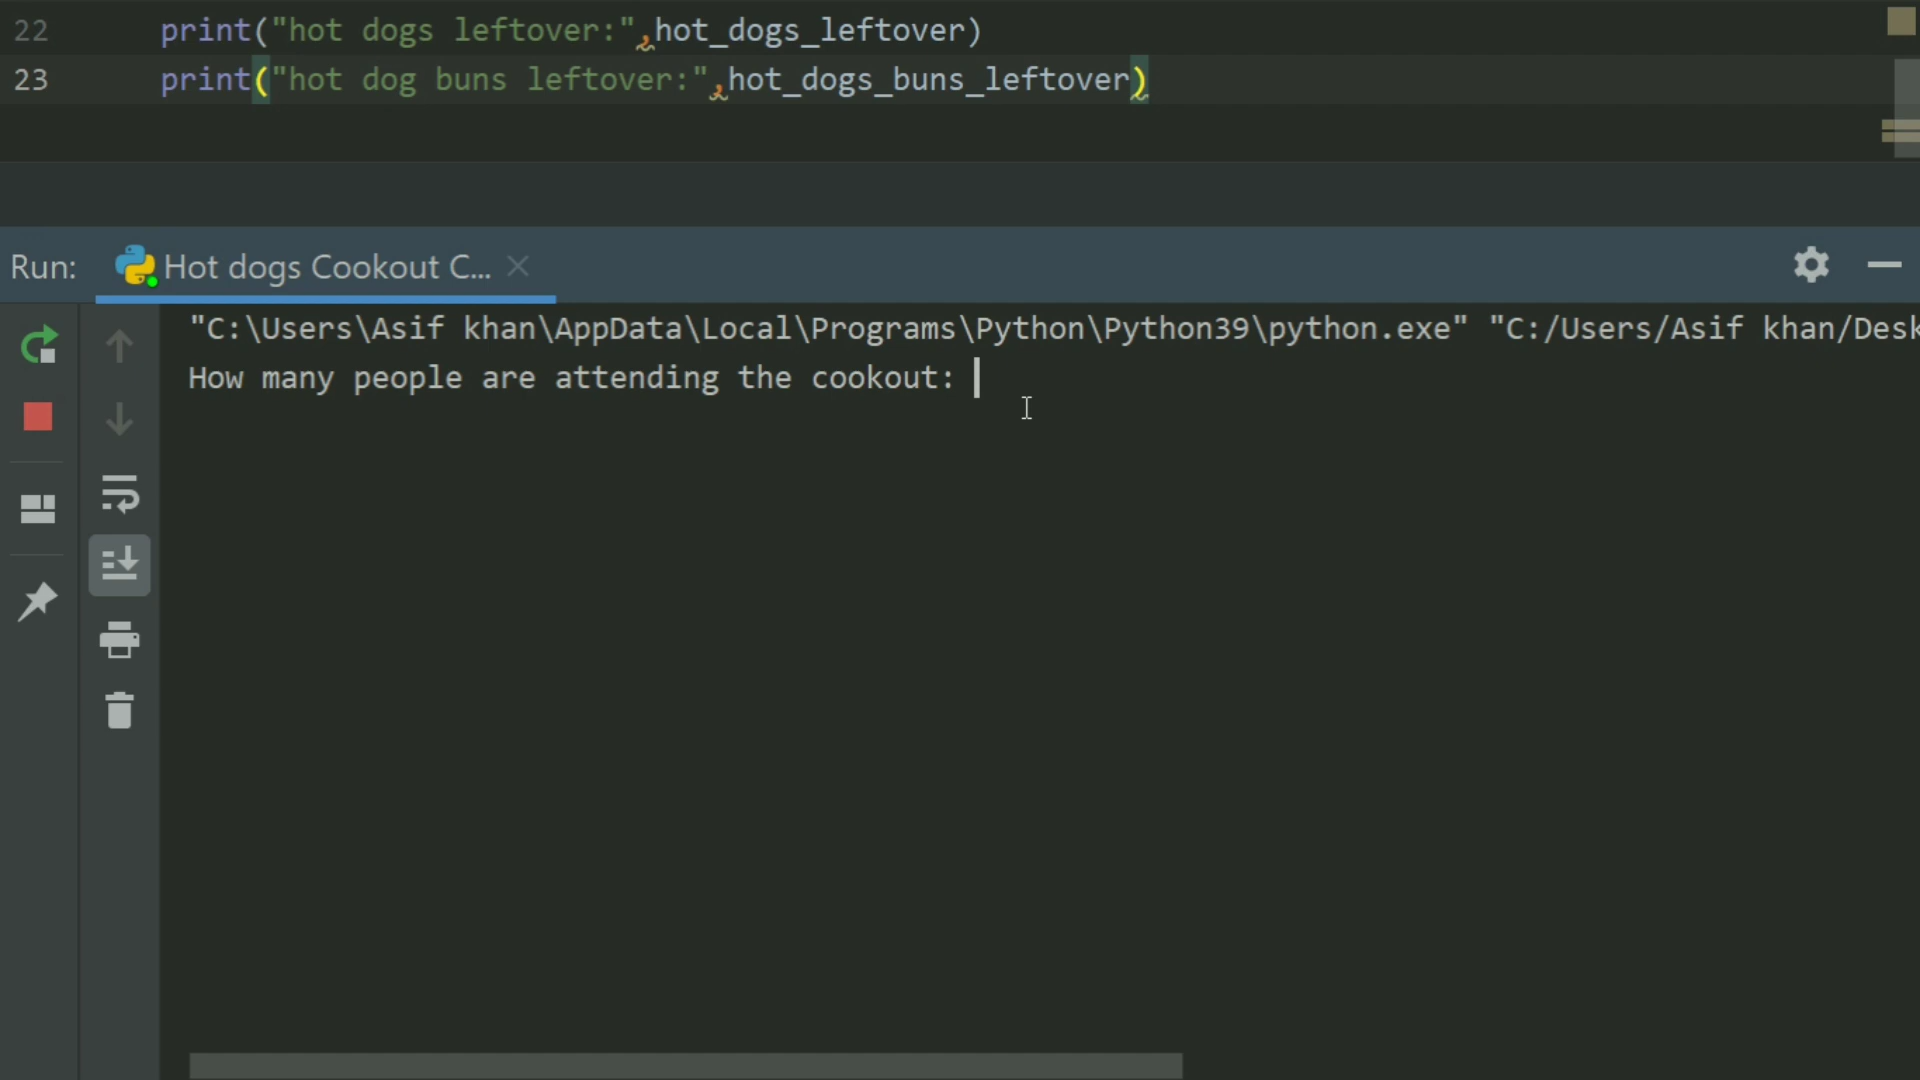 22 print("hot dogs leftover:",hot_dogs_leftover)
23 print("hot dog buns leftover:",hot_dogs_buns_leftover)
Run: Hot dogs Cookout C...
"C:\Users\Asif khan\AppData\Local\Programs\Python\Python39\python.exe" "C:/Users/Asif khan/Desk
How many people are attending the cookout: